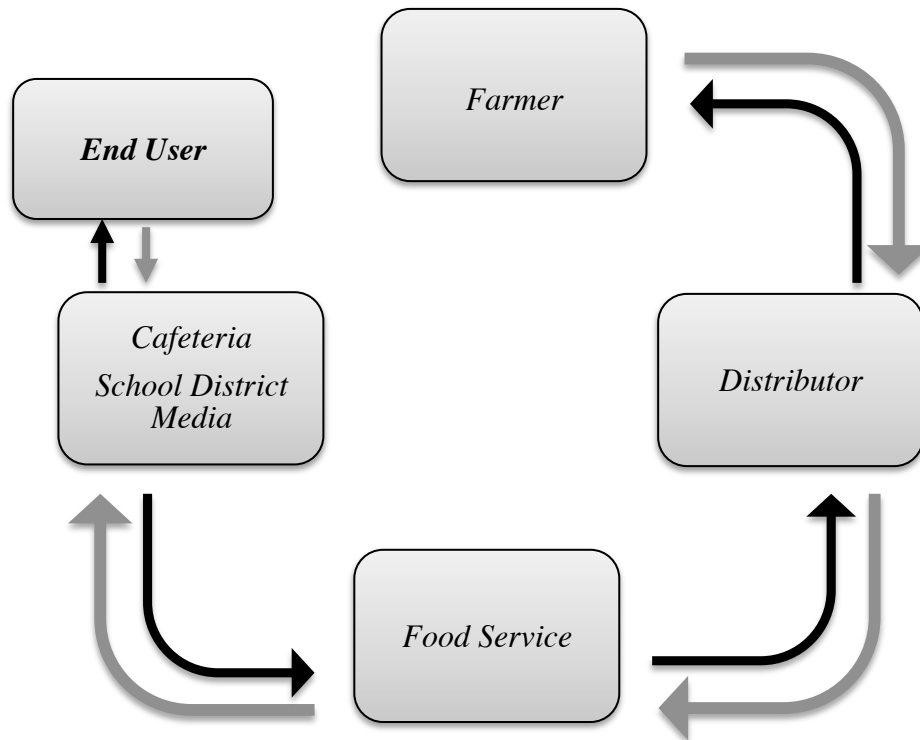 Farmer
End User
Cafeteria
School District
Media
Distributor
Food Service